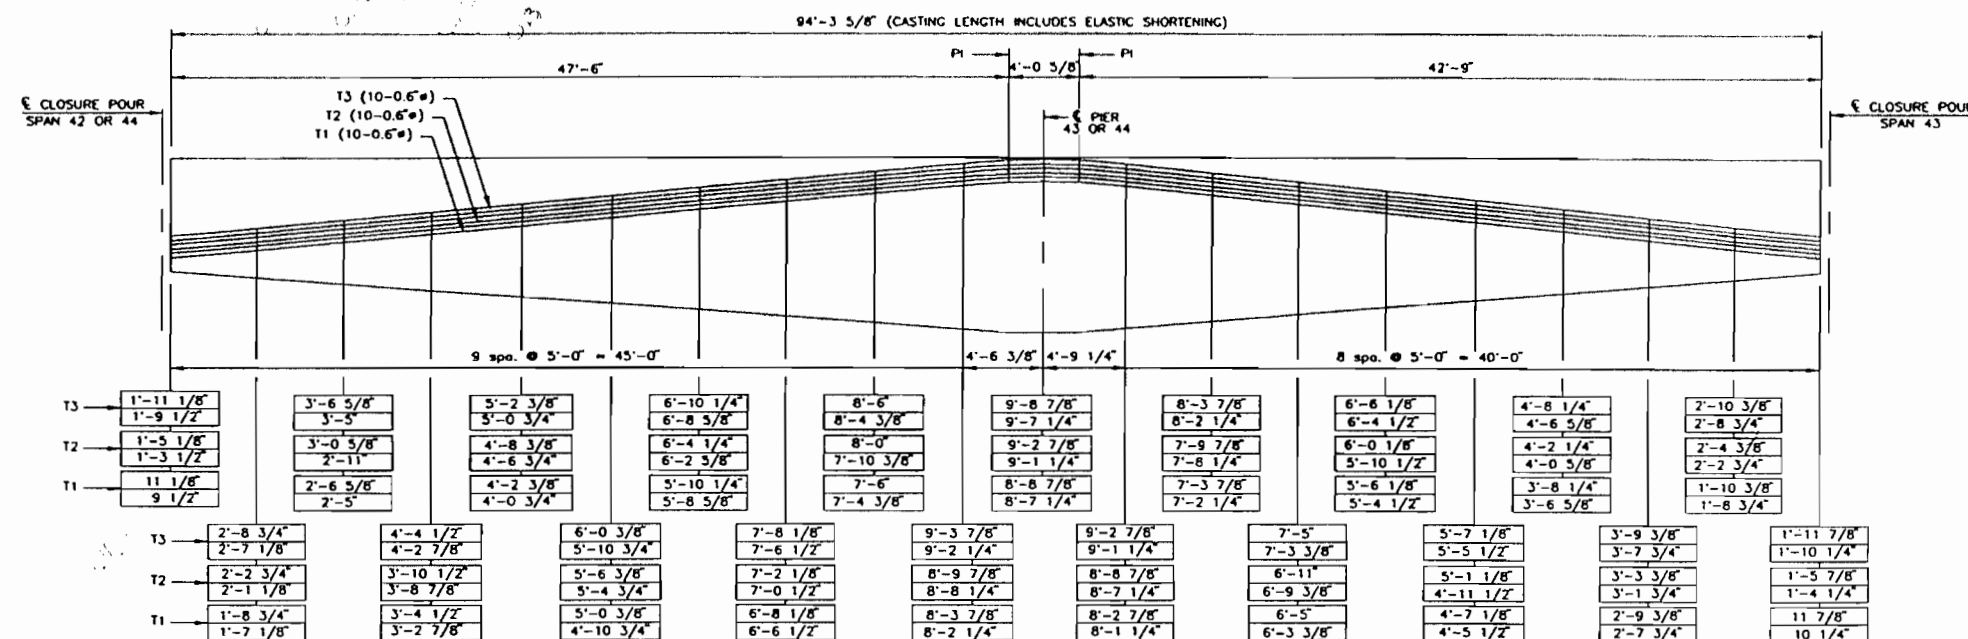 94'-3 5/8" (CASTING LENGTH INCLUDES ELASTIC SHORTENING)
PI PI
47'-6" 4'-0 5/8" 42'-9"
℄ CLOSURE POUR
SPAN 42 OR 44
T3 (10-0.6"ø)
T2 (10-0.6"ø)
T1 (10-0.6"ø)
℄ PIER
43 OR 44
℄ CLOSURE POUR
SPAN 43
9 spa. @ 5'-0" = 45'-0" 4'-6 3/8" 4'-9 1/4" 8 spa. @ 5'-0" = 40'-0"
T3 1'-11 1/8" 3'-6 5/8" 5'-2 3/8" 6'-10 1/4" 8'-6" 9'-8 7/8" 8'-3 7/8" 6'-6 1/8" 4'-8 1/4" 2'-10 3/8"
1'-9 1/2" 3'-5" 5'-0 3/4" 6'-8 5/8" 8'-4 3/8" 9'-7 1/4" 8'-2 1/4" 6'-4 1/2" 4'-6 5/8" 2'-8 3/4"
T2 1'-5 1/8" 3'-0 5/8" 4'-8 3/8" 6'-4 1/4" 8'-0" 9'-2 7/8" 7'-9 7/8" 6'-0 1/8" 4'-2 1/4" 2'-4 3/8"
1'-3 1/2" 2'-11" 4'-6 3/4" 6'-2 5/8" 7'-10 3/8" 9'-1 1/4" 7'-8 1/4" 5'-10 1/2" 4'-0 5/8" 2'-2 3/4"
T1 11 1/8" 2'-6 5/8" 4'-2 3/8" 5'-10 1/4" 7'-6" 8'-8 7/8" 7'-3 7/8" 5'-6 1/8" 3'-8 1/4" 1'-10 3/8"
9 1/2" 2'-5" 4'-0 3/4" 5'-8 5/8" 7'-4 3/8" 8'-7 1/4" 7'-2 1/4" 5'-4 1/2" 3'-6 5/8" 1'-8 3/4"
T3 2'-8 3/4" 4'-4 1/2" 6'-0 3/8" 7'-8 1/8" 9'-3 7/8" 9'-2 7/8" 7'-5" 5'-7 1/8" 3'-9 3/8" 1'-11 7/8"
2'-7 1/8" 4'-2 7/8" 5'-10 3/4" 7'-6 1/2" 9'-2 1/4" 9'-1 1/4" 7'-3 3/8" 5'-5 1/2" 3'-7 3/4" 1'-10 1/4"
T2 2'-2 3/4" 3'-10 1/2" 5'-6 3/8" 7'-2 1/8" 8'-9 7/8" 8'-8 7/8" 6'-11" 5'-1 1/8" 3'-3 3/8" 1'-5 7/8"
2'-1 1/8" 3'-8 7/8" 5'-4 3/4" 7'-0 1/2" 8'-8 1/4" 8'-7 1/4" 6'-9 3/8" 4'-11 1/2" 3'-1 3/4" 1'-4 1/4"
T1 1'-8 3/4" 3'-4 1/2" 5'-0 3/8" 6'-8 1/8" 8'-3 7/8" 8'-2 7/8" 6'-5" 4'-7 1/8" 2'-9 3/8" 11 7/8"
1'-7 1/8" 3'-2 7/8" 4'-10 3/4" 6'-6 1/2" 8'-2 1/4" 8'-1 1/4" 6'-3 3/8" 4'-5 1/2" 2'-7 3/4" 10 1/4"